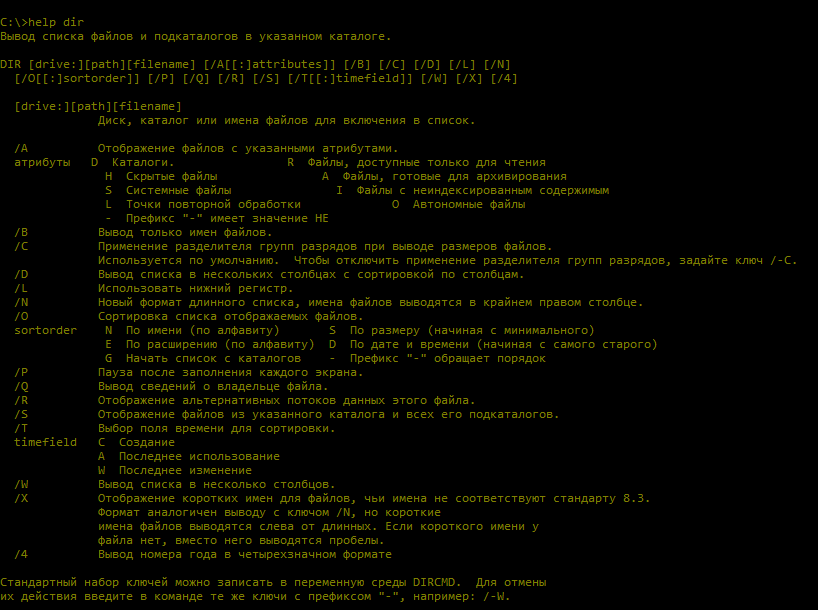 C:\>help dir
Вывод списка файлов и подкаталогов в указанном каталоге.
DIR [drive:][path][filename] [/A[[:]attributes]] [/B] [/C] [/D] [/L] [/N]
[/O[[:]sortorder]] [/P] [/Q] [/R] [/S] [/T[[:]timefield]] [/W] [/X] [/4]
[drive:][path][filename]
Диск, каталог или имена файлов для включения в список.
/A Отображение файлов с указанными атрибутами.
атрибуты D Каталоги. R Файлы, доступные только для чтения
H Скрытые файлы A Файлы, готовые для архивирования
S Системные файлы I Файлы с неиндексированным содержимым
L Точки повторной обработки O Автономные файлы
- Префикс "-" имеет значение НЕ
/B Вывод только имен файлов.
/C Применение разделителя групп разрядов при выводе размеров файлов.
Используется по умолчанию. Чтобы отключить применение разделителя групп разрядов, задайте ключ /-C.
/D Вывод списка в нескольких столбцах с сортировкой по столбцам.
/L Использовать нижний регистр.
/N Новый формат длинного списка, имена файлов выводятся в крайнем правом столбце.
/O Сортировка списка отображаемых файлов.
sortorder N По имени (по алфавиту) S По размеру (начиная с минимального)
E По расширению (по алфавиту) D По дате и времени (начиная с самого старого)
G Начать список с каталогов - Префикс "-" обращает порядок
/P Пауза после заполнения каждого экрана.
/Q Вывод сведений о владельце файла.
/R Отображение альтернативных потоков данных этого файла.
/S Отображение файлов из указанного каталога и всех его подкаталогов.
/T Выбор поля времени для сортировки.
timefield C Создание
A Последнее использование
W Последнее изменение
/W Вывод списка в несколько столбцов.
/X Отображение коротких имен для файлов, чьи имена не соответствуют стандарту 8.3.
Формат аналогичен выводу с ключом /N, но короткие
имена файлов выводятся слева от длинных. Если короткого имени у
файла нет, вместо него выводятся пробелы.
/4 Вывод номера года в четырехзначном формате
Стандартный набор ключей можно записать в переменную среды DIRCMD. Для отмены
их действия введите в команде те же ключи с префиксом "-", например: /-W.